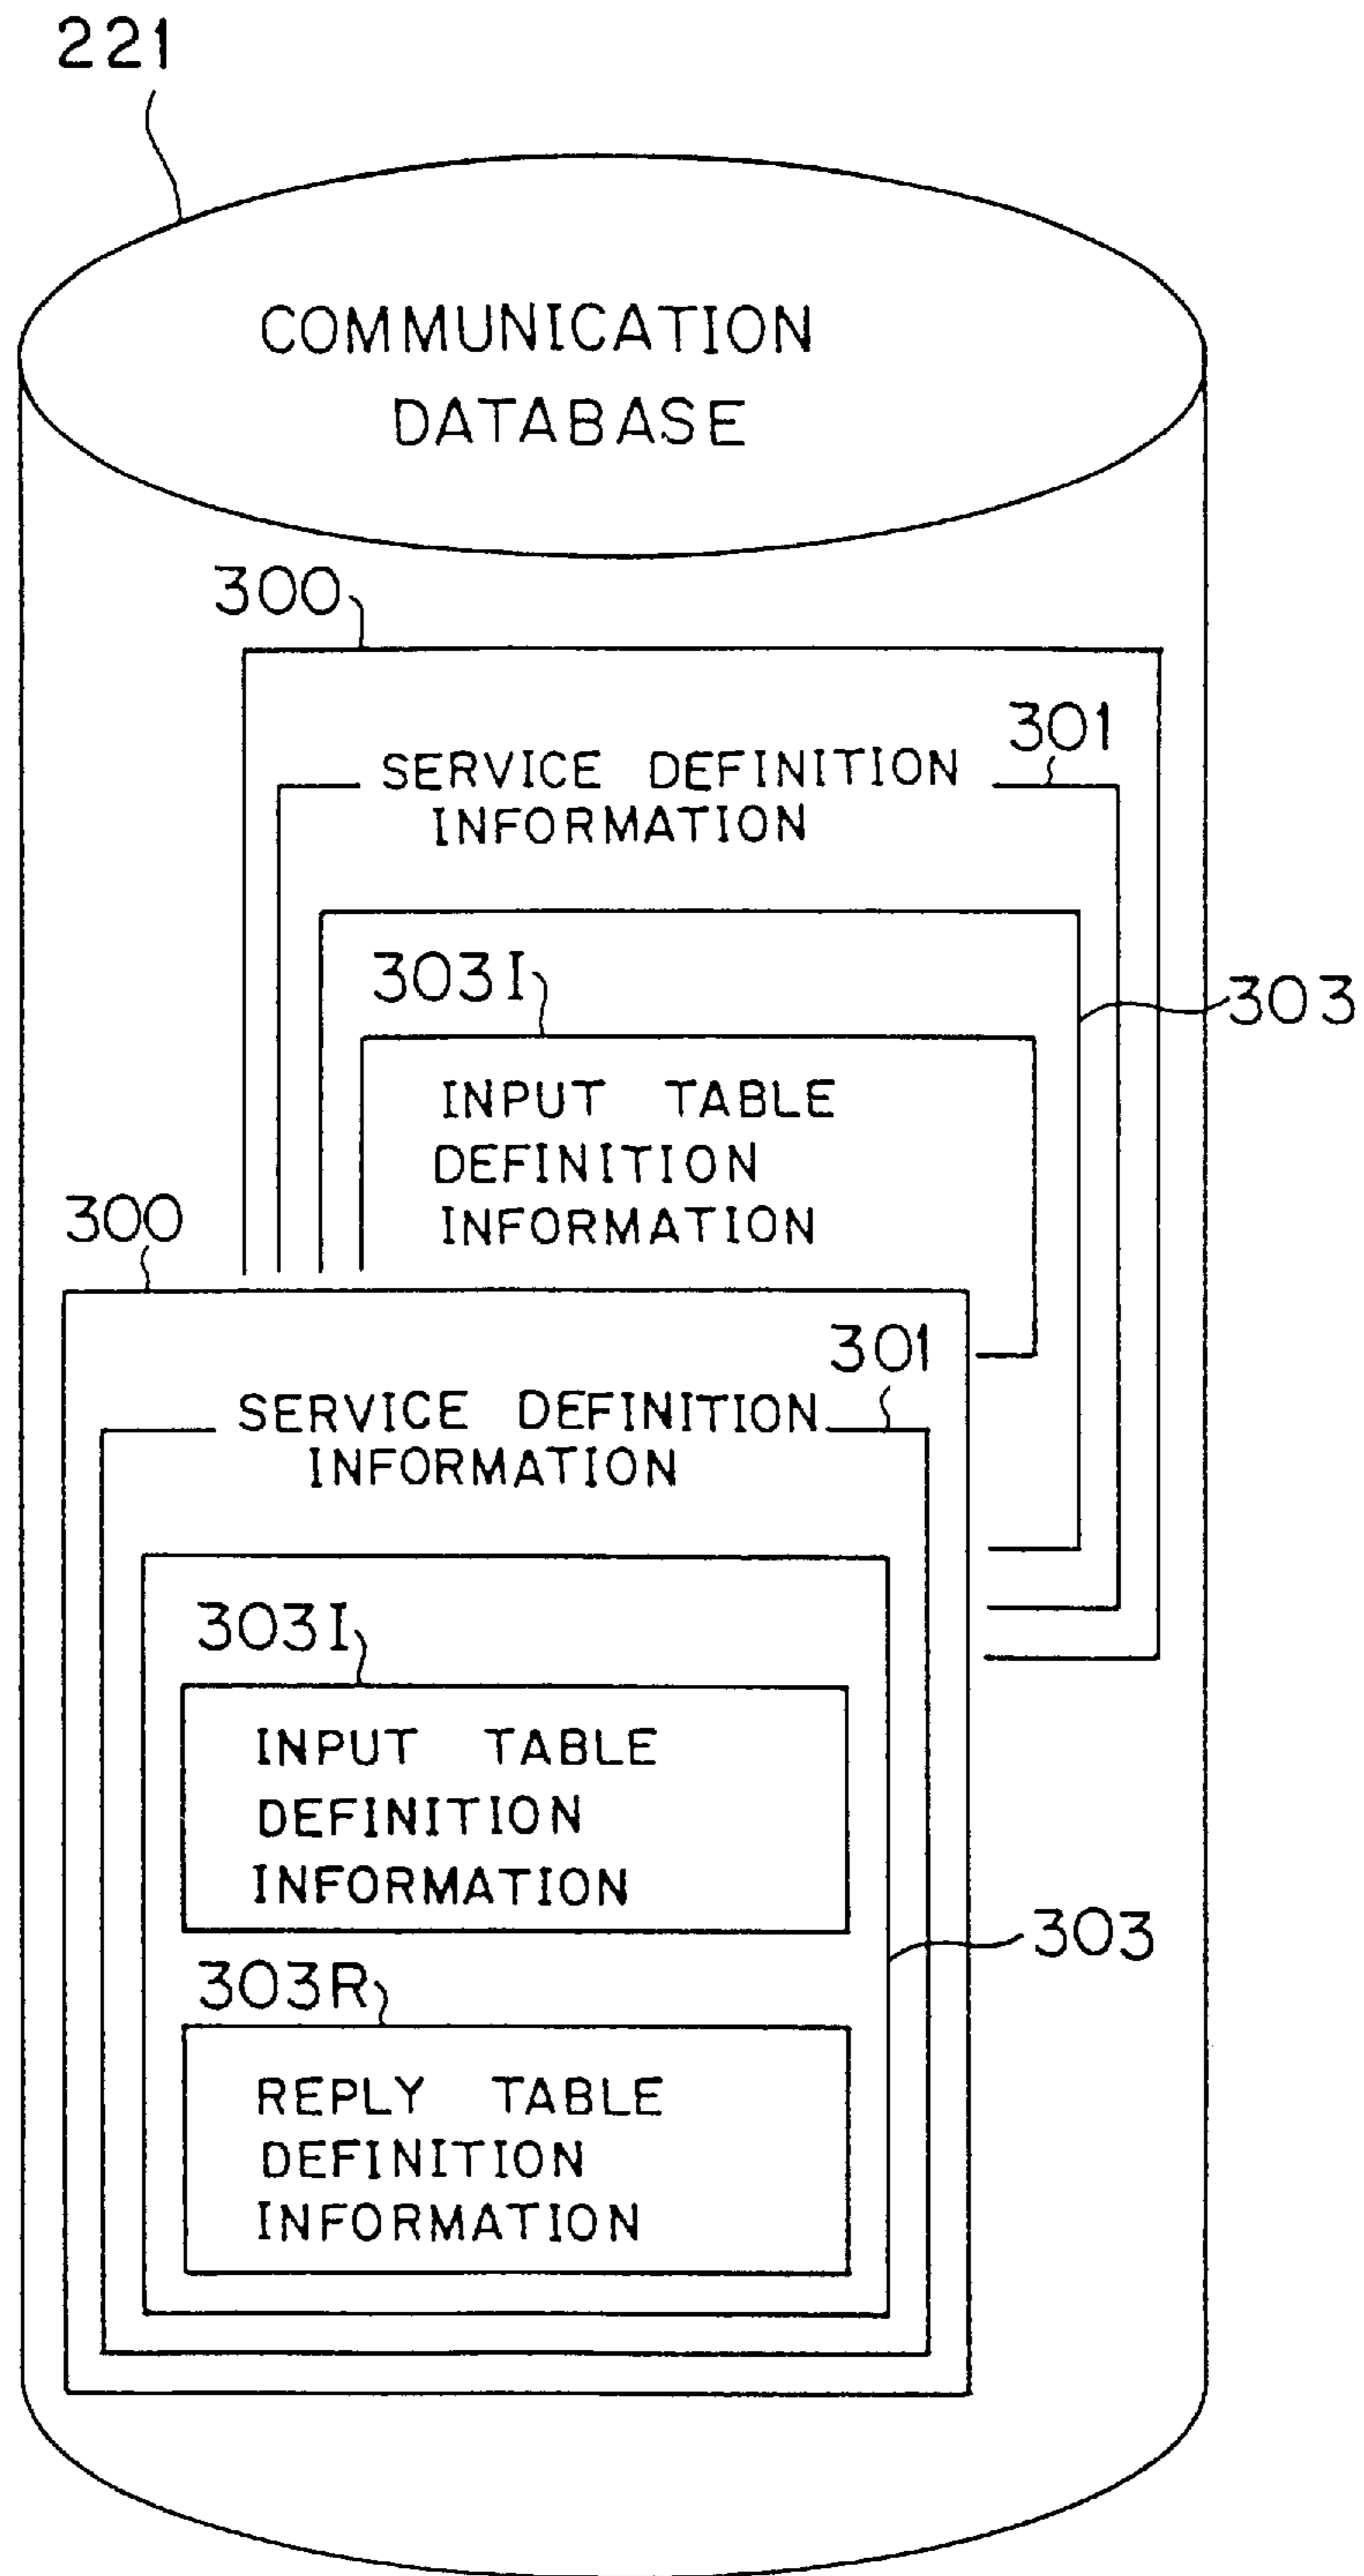 221
COMMUNICATION
DATABASE
300
301
SERVICE DEFINITION
INFORMATION
303I
303
INPUT TABLE
DEFINITION
INFORMATION
300
301
SERVICE DEFINITION
INFORMATION
303I
INPUT TABLE
DEFINITION
INFORMATION
303
303R
REPLY TABLE
DEFINITION
INFORMATION